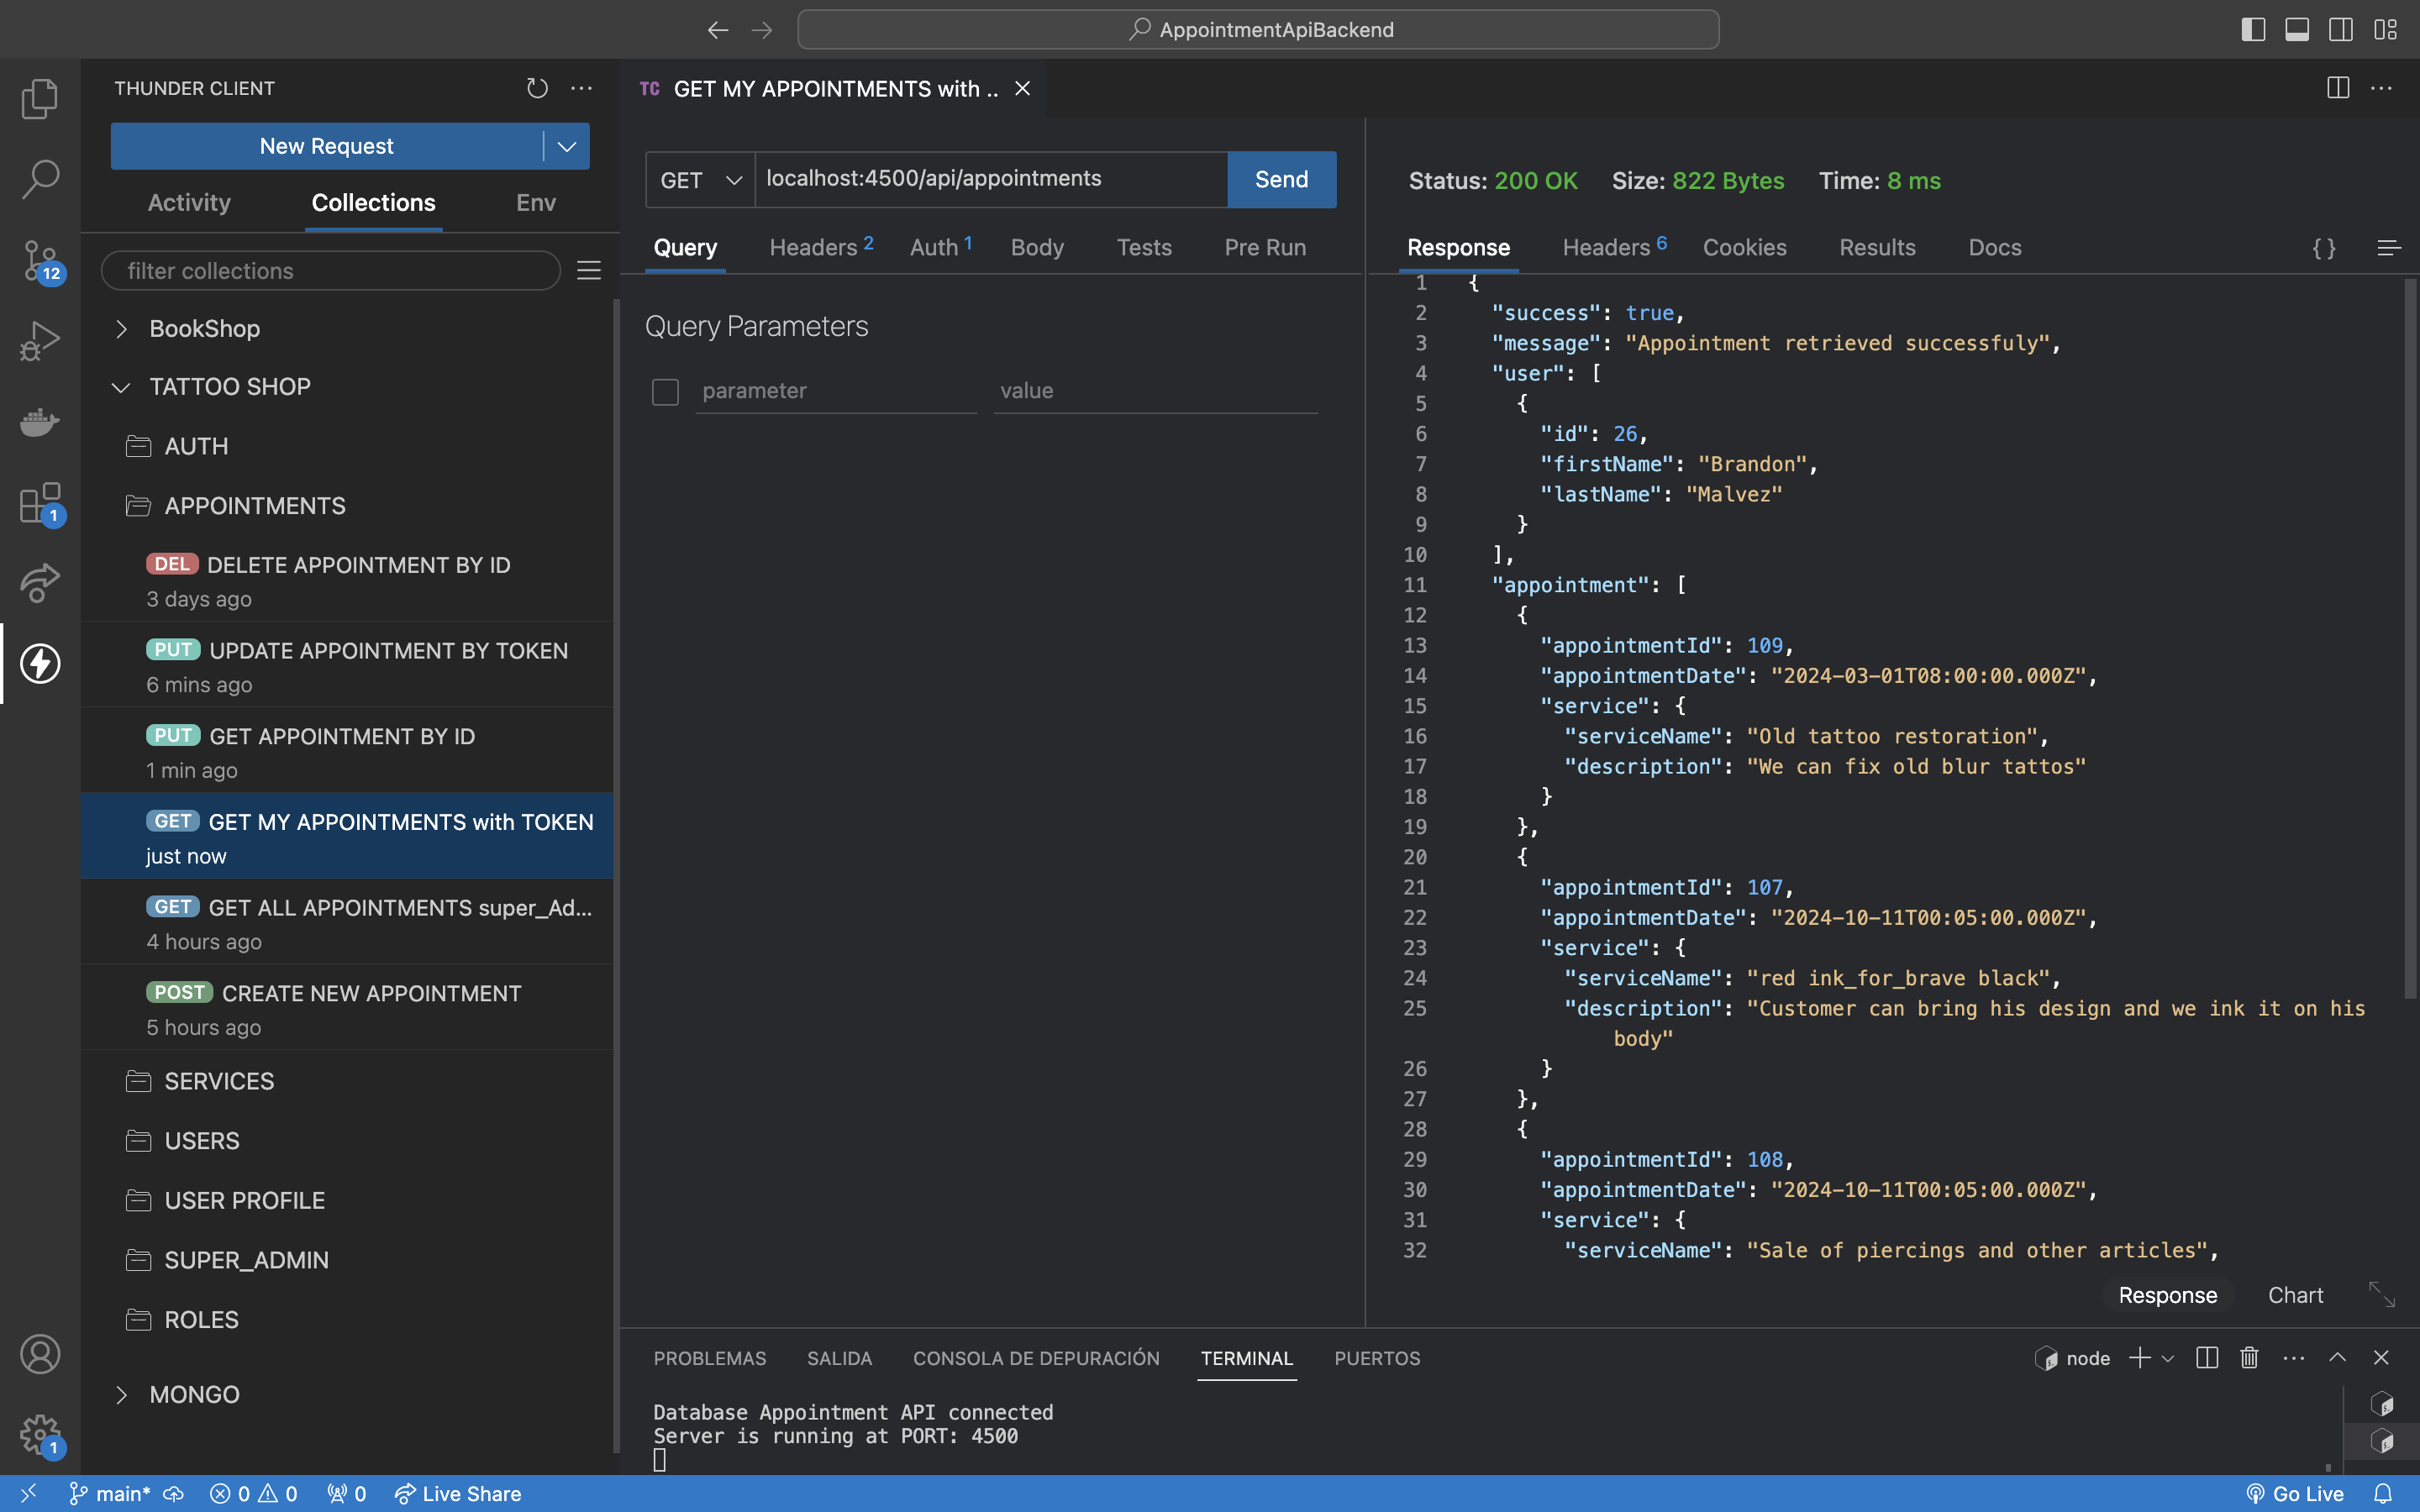 AppointmentApiBackend
THUNDER CLIENT
New Request
Activity
Collections
Env
filter collections
BookShop
TATTOO SHOP
AUTH
APPOINTMENTS
DEL DELETE APPOINTMENT BY ID
3 days ago
PUT UPDATE APPOINTMENT BY TOKEN
6 mins ago
PUT GET APPOINTMENT BY ID
1 min ago
GET GET MY APPOINTMENTS with TOKEN
just now
GET GET ALL APPOINTMENTS super_Ad...
4 hours ago
POST CREATE NEW APPOINTMENT
5 hours ago
SERVICES
USERS
USER PROFILE
SUPER_ADMIN
ROLES
MONGO
12
1
1
TC GET MY APPOINTMENTS with ..
GET
localhost:4500/api/appointments
Send
Query
Headers 2
Auth 1
Body
Tests
Pre Run
Query Parameters
parameter
value
Status: 200 OK Size: 822 Bytes Time: 8 ms
Response
Headers 6
Cookies
Results
Docs
{ }
1 {
2 "success": true,
3 "message": "Appointment retrieved successfuly",
4 "user": [
5 {
6 "id": 26,
7 "firstName": "Brandon",
8 "lastName": "Malvez"
9 }
10 ],
11 "appointment": [
12 {
13 "appointmentId": 109,
14 "appointmentDate": "2024-03-01T08:00:00.000Z",
15 "service": {
16 "serviceName": "Old tattoo restoration",
17 "description": "We can fix old blur tattos"
18 }
19 },
20 {
21 "appointmentId": 107,
22 "appointmentDate": "2024-10-11T00:05:00.000Z",
23 "service": {
24 "serviceName": "red ink_for_brave black",
25 "description": "Customer can bring his design and we ink it on his
body"
26 }
27 },
28 {
29 "appointmentId": 108,
30 "appointmentDate": "2024-10-11T00:05:00.000Z",
31 "service": {
32 "serviceName": "Sale of piercings and other articles",
Response
Chart
PROBLEMAS
SALIDA
CONSOLA DE DEPURACIÓN
TERMINAL
PUERTOS
node
Database Appointment API connected
Server is running at PORT: 4500
main*
0
0
0
Live Share
Go Live